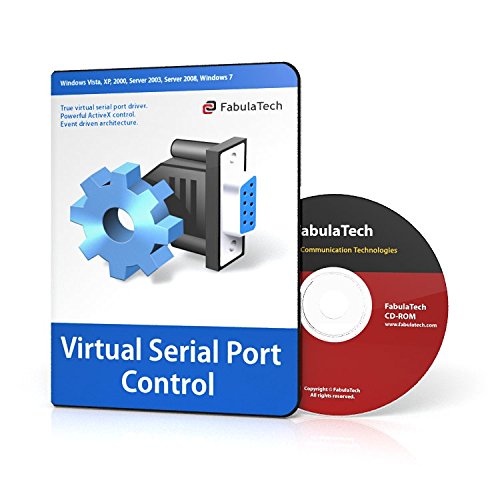 Windows Vista, XP, 2000, Server 2003, Server 2008, Windows 7
True virtual serial port driver.
Powerful ActiveX control.
Event driven architecture.
FabulaTech
Virtual Serial Port
Control
FabulaTech
Communication Technologies
FabulaTech
CD-ROM
www.fabulatech.com
Copyright © FabulaTech
All rights reserved.